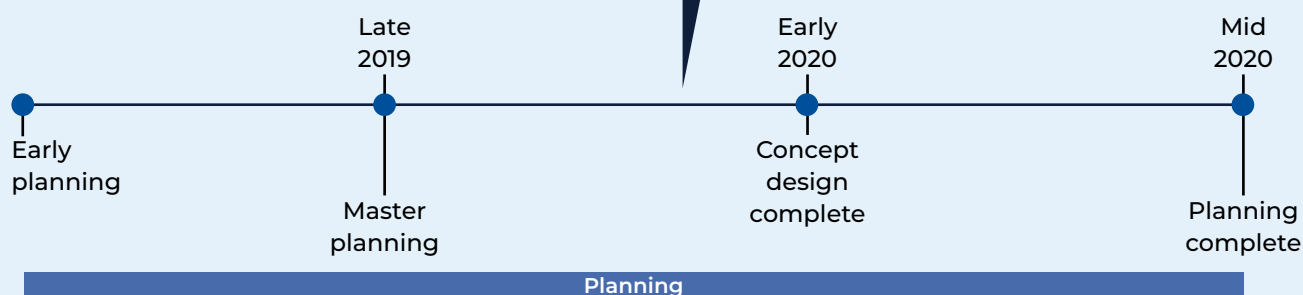 Late
2019
Early
2020
Mid
2020
Early
planning
Master
planning
Concept
design
complete
Planning
complete
Planning